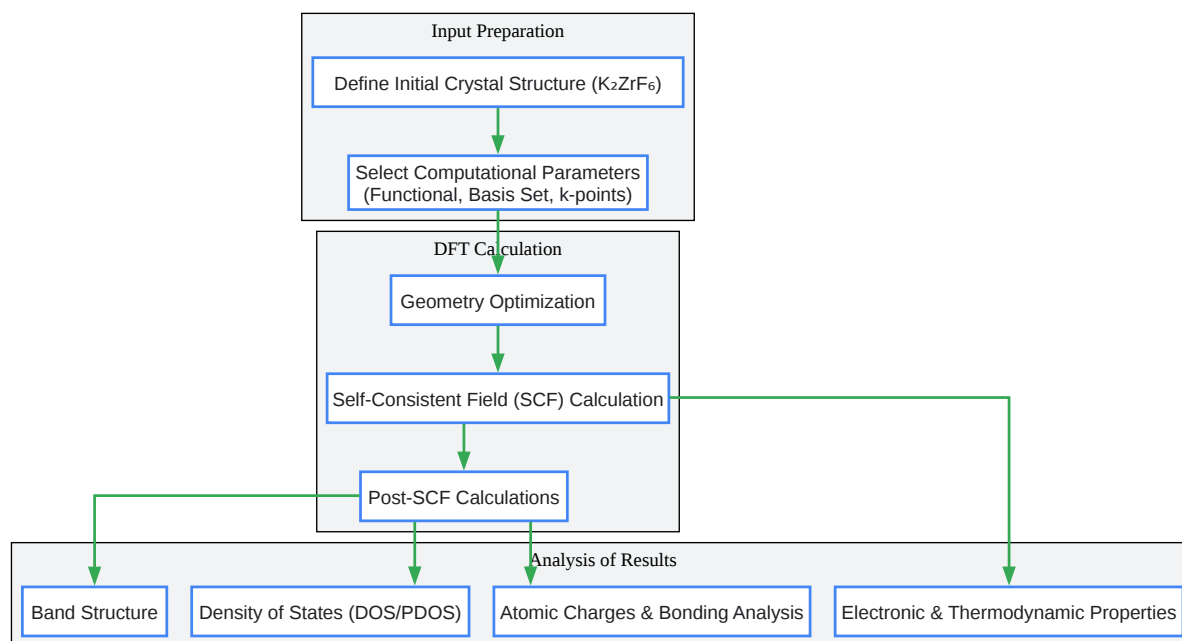 Input Preparation
Define Initial Crystal Structure (K₂ZrF₆)
Select Computational Parameters
(Functional, Basis Set, k-points)
DFT Calculation
Geometry Optimization
Self-Consistent Field (SCF) Calculation
Post-SCF Calculations
Analysis of Results
Band Structure
Density of States (DOS/PDOS)
Atomic Charges & Bonding Analysis
Electronic & Thermodynamic Properties